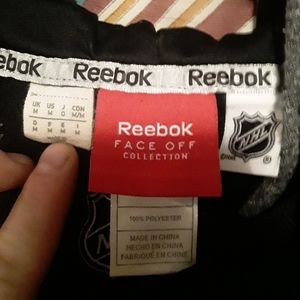 Reebok Reebok Reebok
UK US J CDN
M M O M/M
D F E I
M M M M
Reebok
FACE OFF
COLLECTION
NHL
100% POLYESTER
MADE IN CHINA
HECHO EN CHINA
FABRIQUÉ EN CHINE